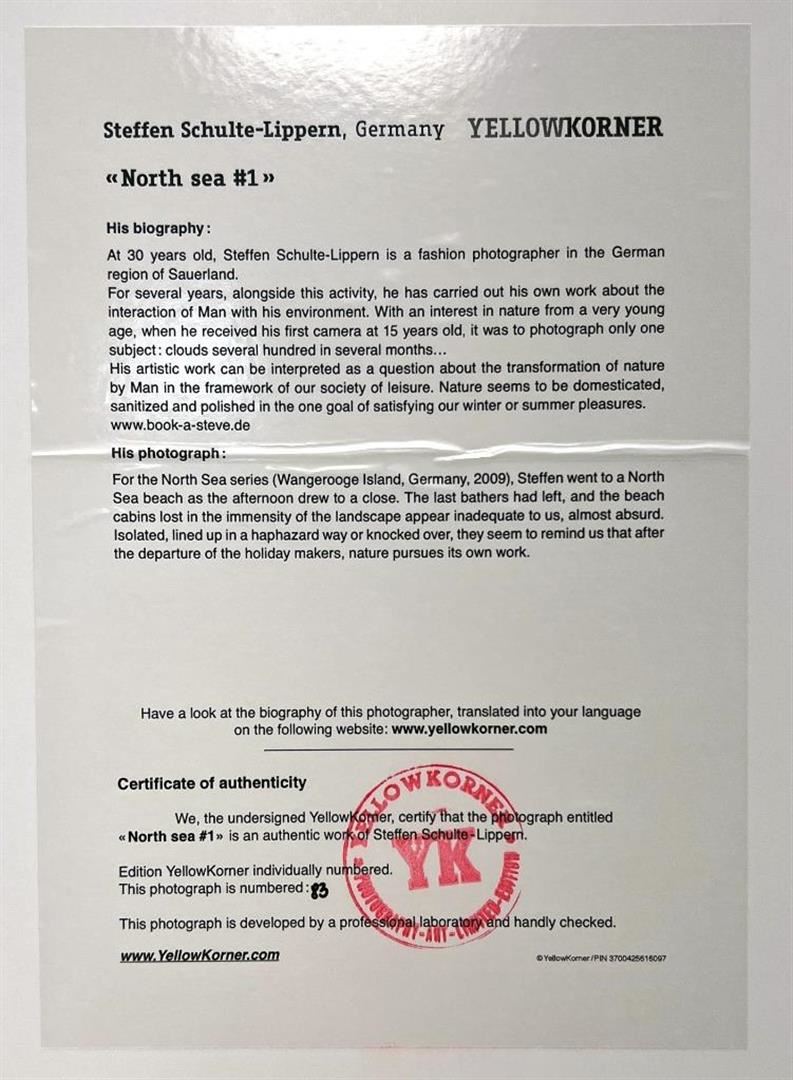 Steffen Schulte-Lippern, Germany YELLOWKORNER
«North sea #1»
His biography :
At 30 years old, Steffen Schulte-Lippern is a fashion photographer in the German
region of Sauerland.
For several years, alongside this activity, he has carried out his own work about the
interaction of Man with his environment. With an interest in nature from a very young
age, when he received his first camera at 15 years old, it was to photograph only one
subject : clouds several hundred in several months…
His artistic work can be interpreted as a question about the transformation of nature
by Man in the framework of our society of leisure. Nature seems to be domesticated,
sanitized and polished in the one goal of satisfying our winter or summer pleasures.
www.book-a-steve.de
His photograph :
For the North Sea series (Wangerooge Island, Germany, 2009), Steffen went to a North
Sea beach as the afternoon drew to a close. The last bathers had left, and the beach
cabins lost in the immensity of the landscape appear inadequate to us, almost absurd.
Isolated, lined up in a haphazard way or knocked over, they seem to remind us that after
the departure of the holiday makers, nature pursues its own work.
Have a look at the biography of this photographer, translated into your language
on the following website: www.yellowkorner.com
Certificate of authenticity
We, the undersigned YellowKorner, certify that the photograph entitled
«North sea #1» is an authentic work of Steffen Schulte-Lippern.
Edition YellowKorner individually numbered.
This photograph is numbered : 83
This photograph is developed by a professional laboratory and handly checked.
www.YellowKorner.com
© YellowKorner / PIN 3700425616097
YELLOWKORNER
YK
PHOTOGRAPHY-ART-LIMITED-EDITION